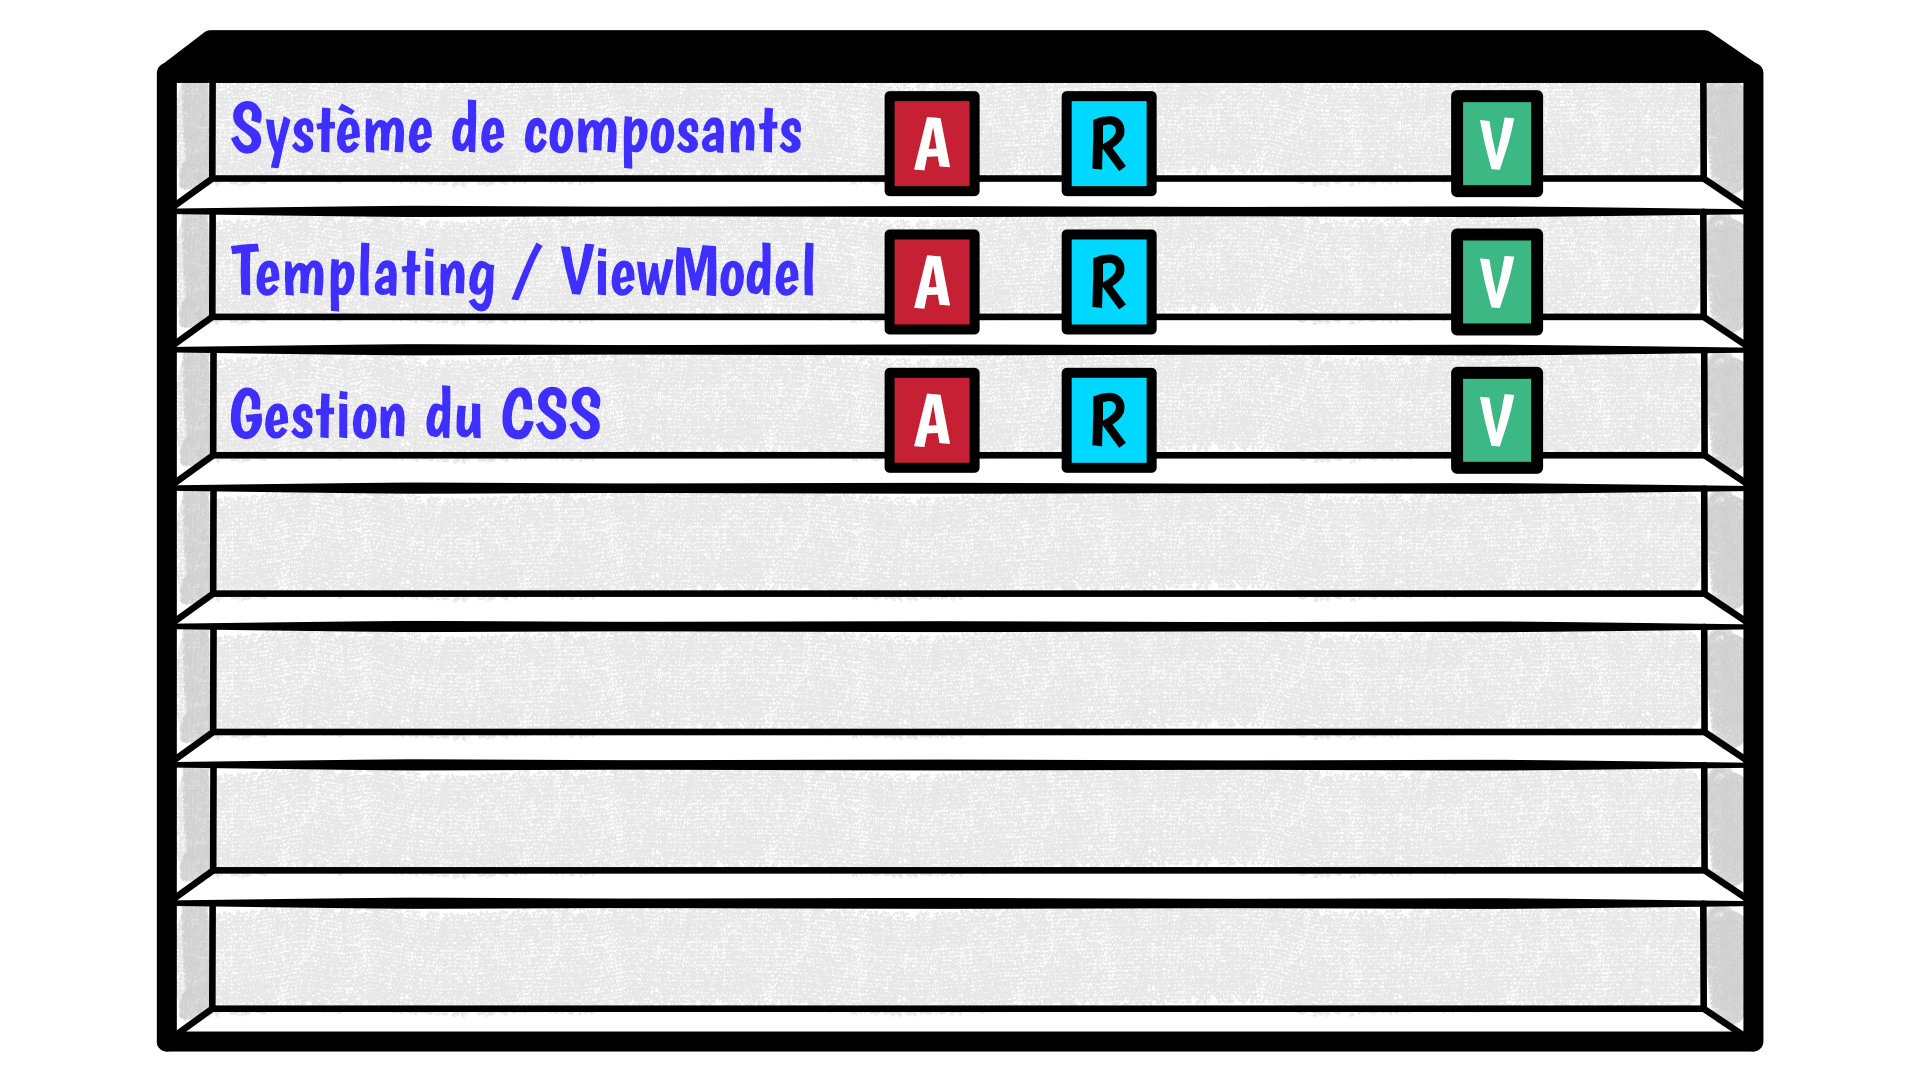 Système de composants A R V
Templating / ViewModel A R V
Gestion du CSS A R V